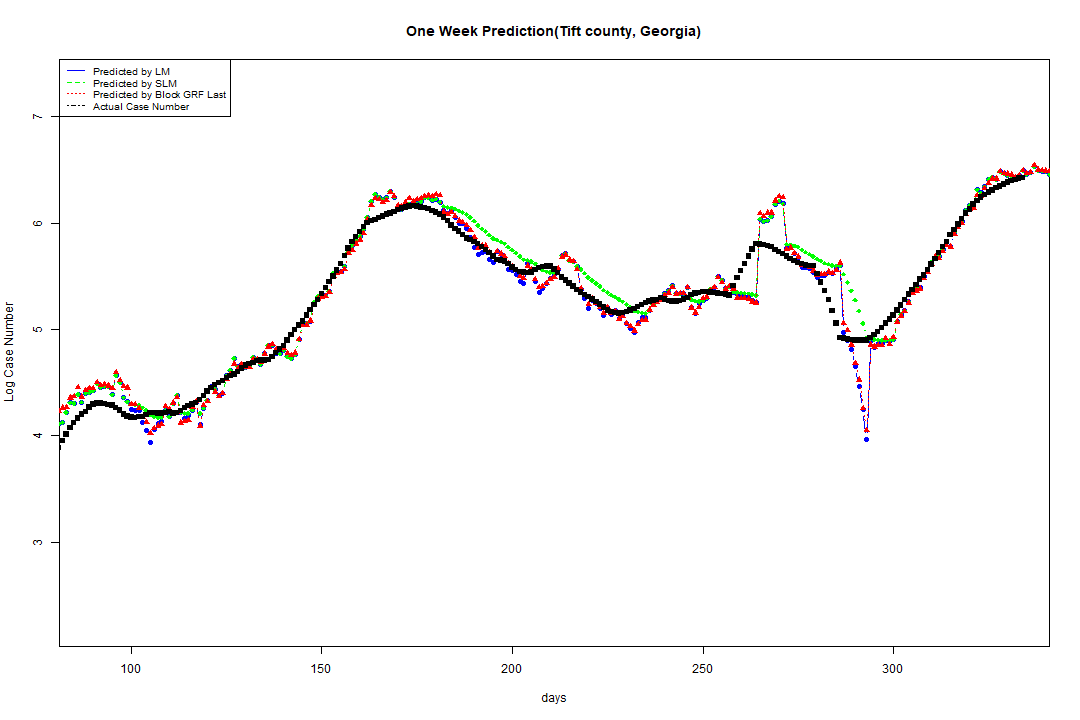 One Week Prediction(Tift county, Georgia)
Predicted by LM
Predicted by SLM
Predicted by Block GRF Last
Actual Case Number
7
6
5
4
3
Log Case Number
100 150 200 250 300
days